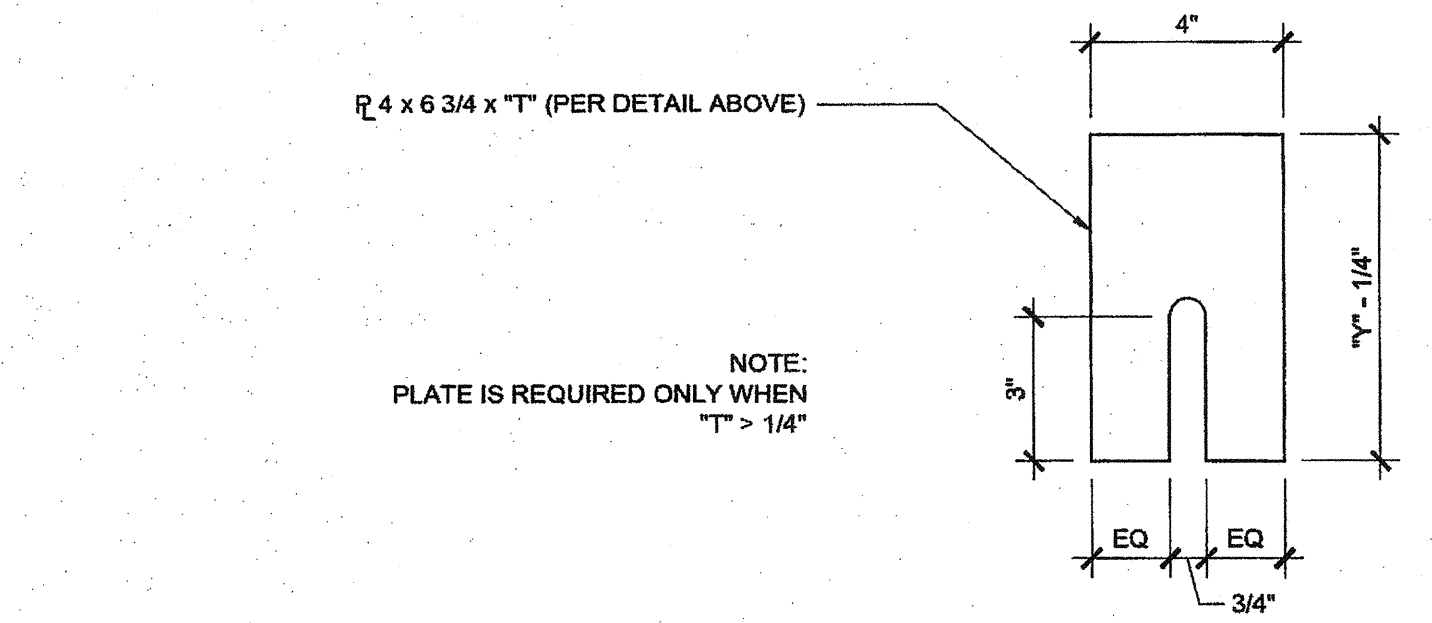 4"
℄ 4 x 6 3/4 x "T" (PER DETAIL ABOVE)
"Y" - 1/4"
3"
NOTE:
PLATE IS REQUIRED ONLY WHEN
"T" > 1/4"
EQ
EQ
3/4"